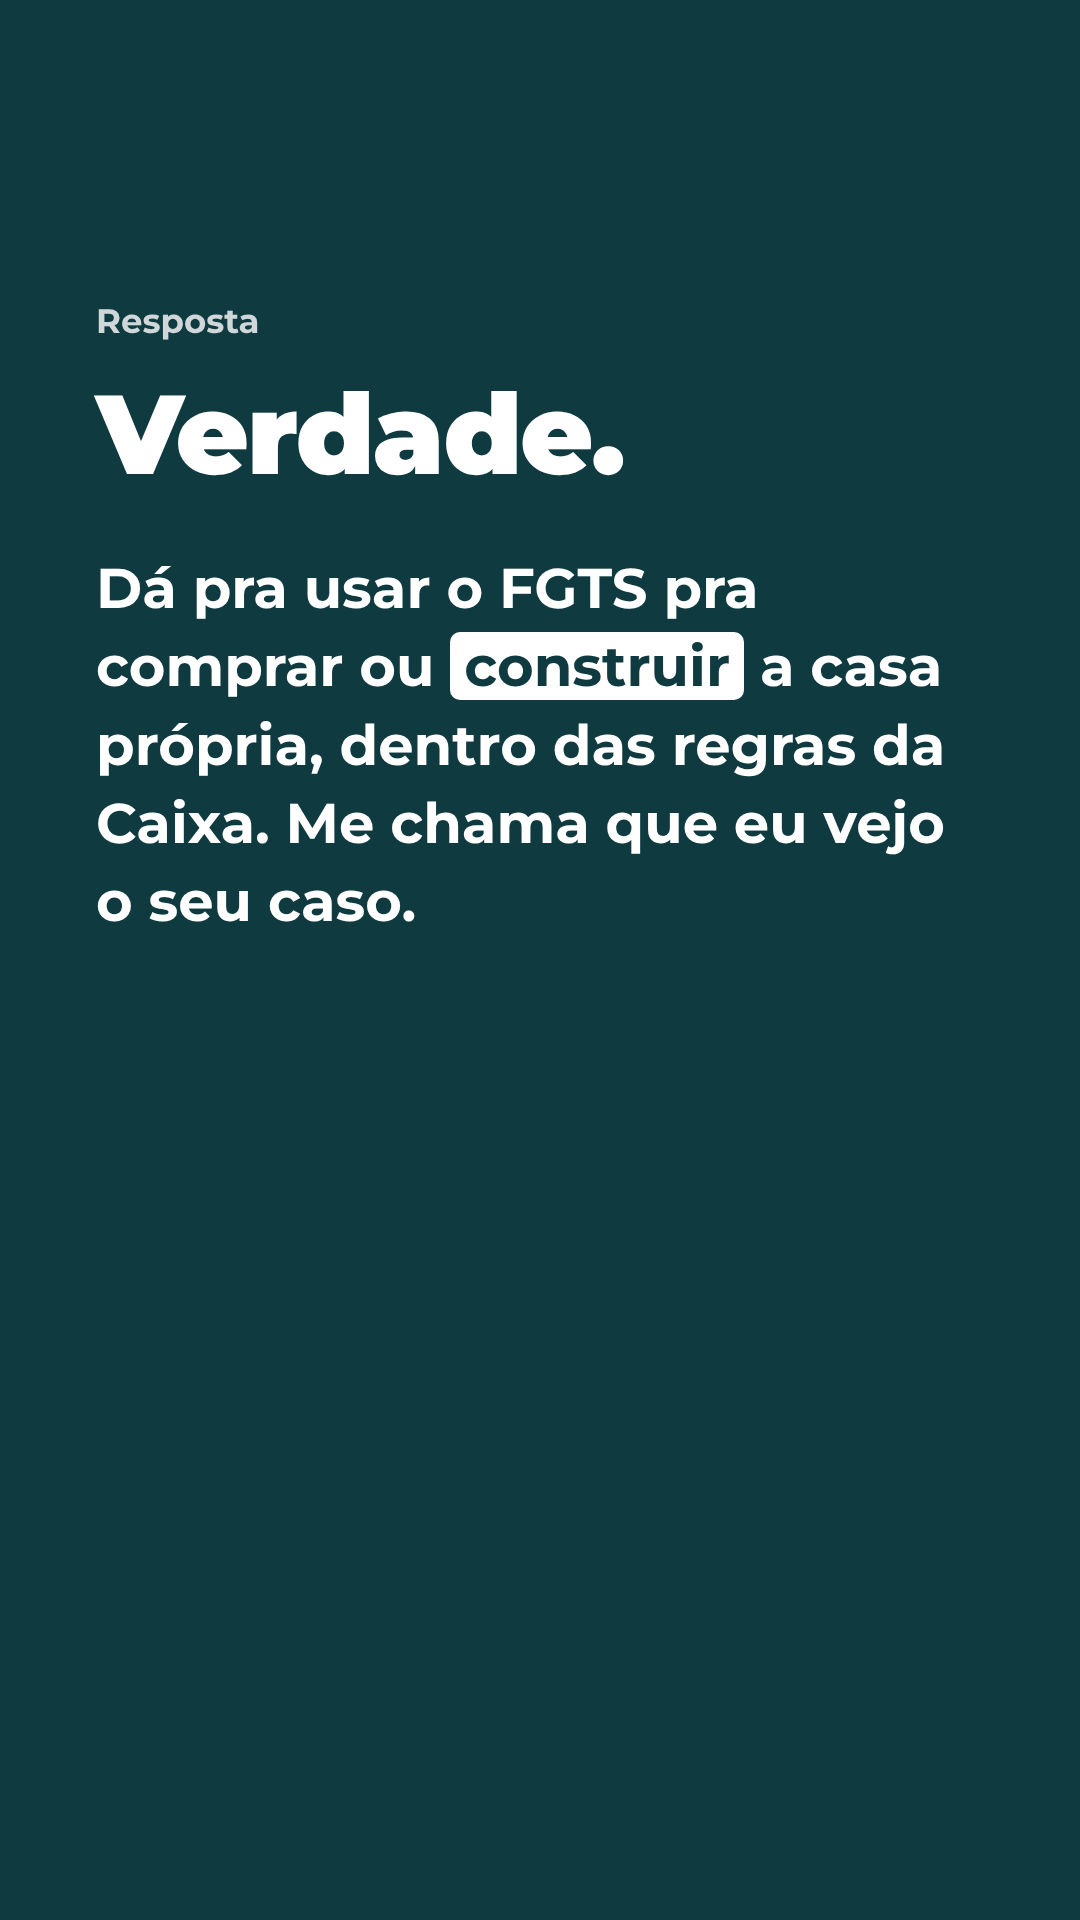 Resposta
Verdade.
Dá pra usar o FGTS pra
comprar ou construir a casa
própria, dentro das regras da
Caixa. Me chama que eu vejo
o seu caso.